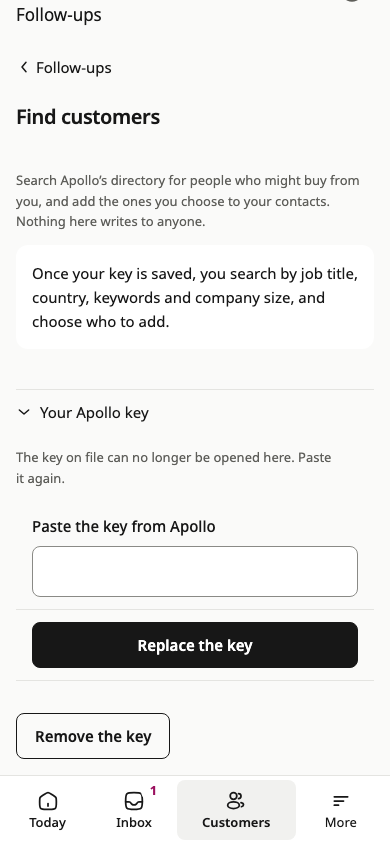 Follow-ups
Follow-ups
Find customers
Search Apollo’s directory for people who might buy from
you, and add the ones you choose to your contacts.
Nothing here writes to anyone.
Once your key is saved, you search by job title,
country, keywords and company size, and
choose who to add.
Your Apollo key
The key on file can no longer be opened here. Paste
it again.
Paste the key from Apollo
Replace the key
Remove the key
1
Today
Inbox
Customers
More